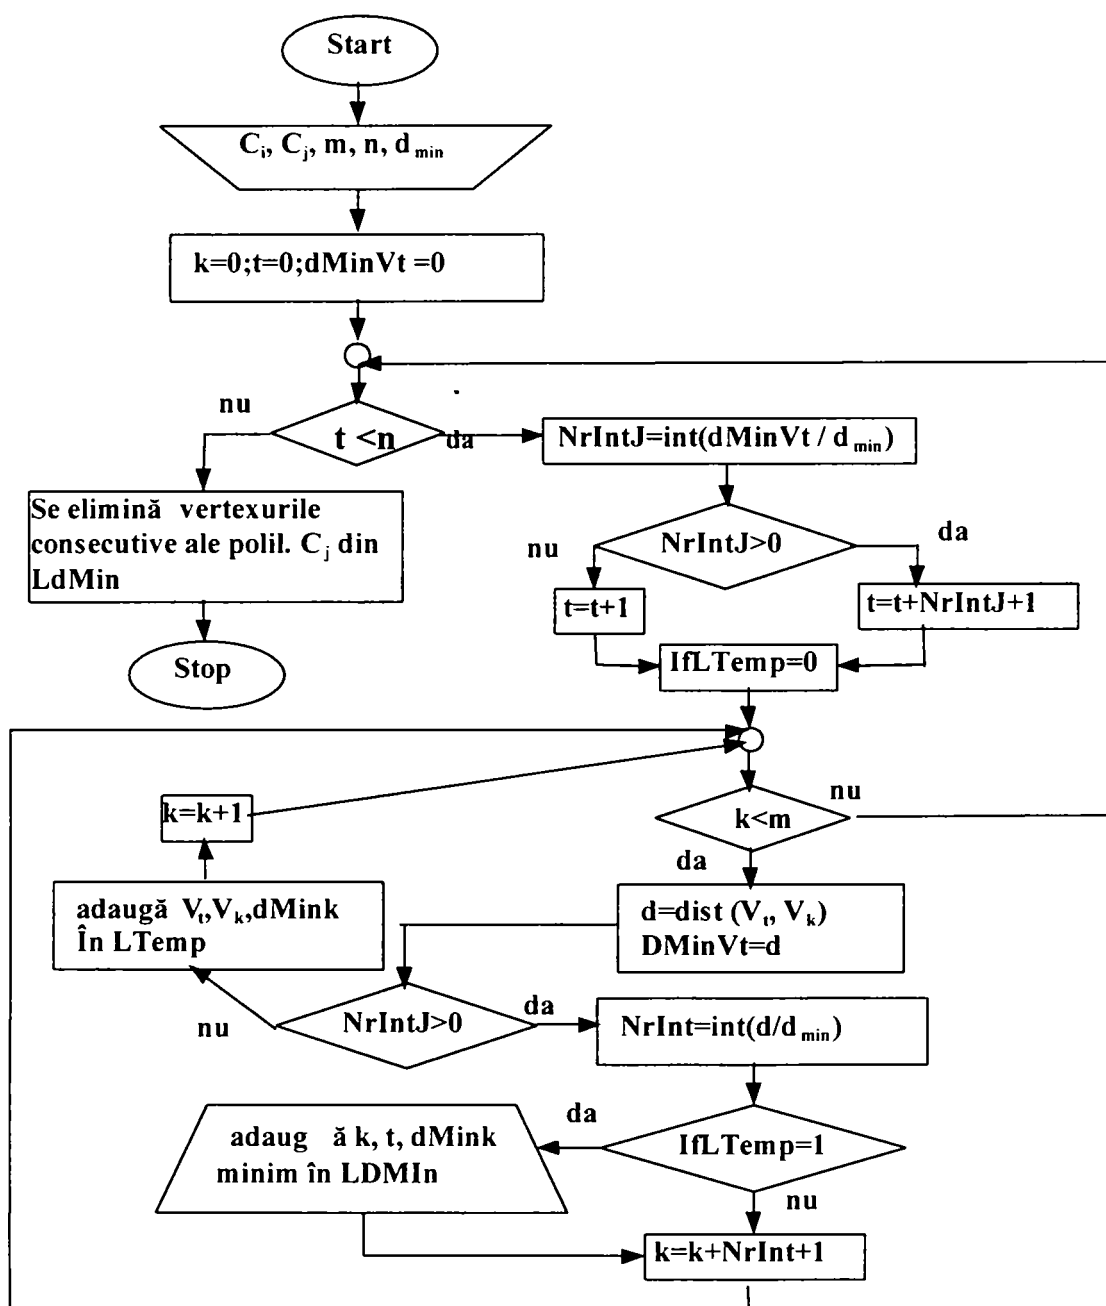 Start
C_i, C_j, m, n, d_min
k=0;t=0;dMinVt =0
nu
t <n
da
NrIntJ=int(dMinVt / d_min)
Se elimină vertexurile
consecutive ale polil. C_j din
LdMin
nu
NrIntJ>0
da
t=t+1
t=t+NrIntJ+1
Stop
IfLTemp=0
k=k+1
k<m
nu
da
adaugă V_t,V_k,dMink
În LTemp
d=dist (V_t, V_k)
DMinVt=d
nu
NrIntJ>0
da
NrInt=int(d/d_min)
da
adaug ă k, t, dMink
minim în LDMIn
IfLTemp=1
nu
k=k+NrInt+1